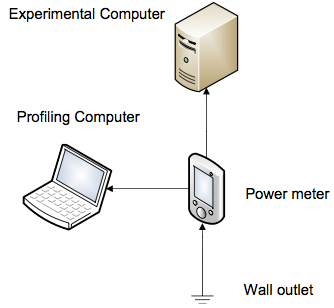 Experimental Computer
Profiling Computer
Power meter
Wall outlet